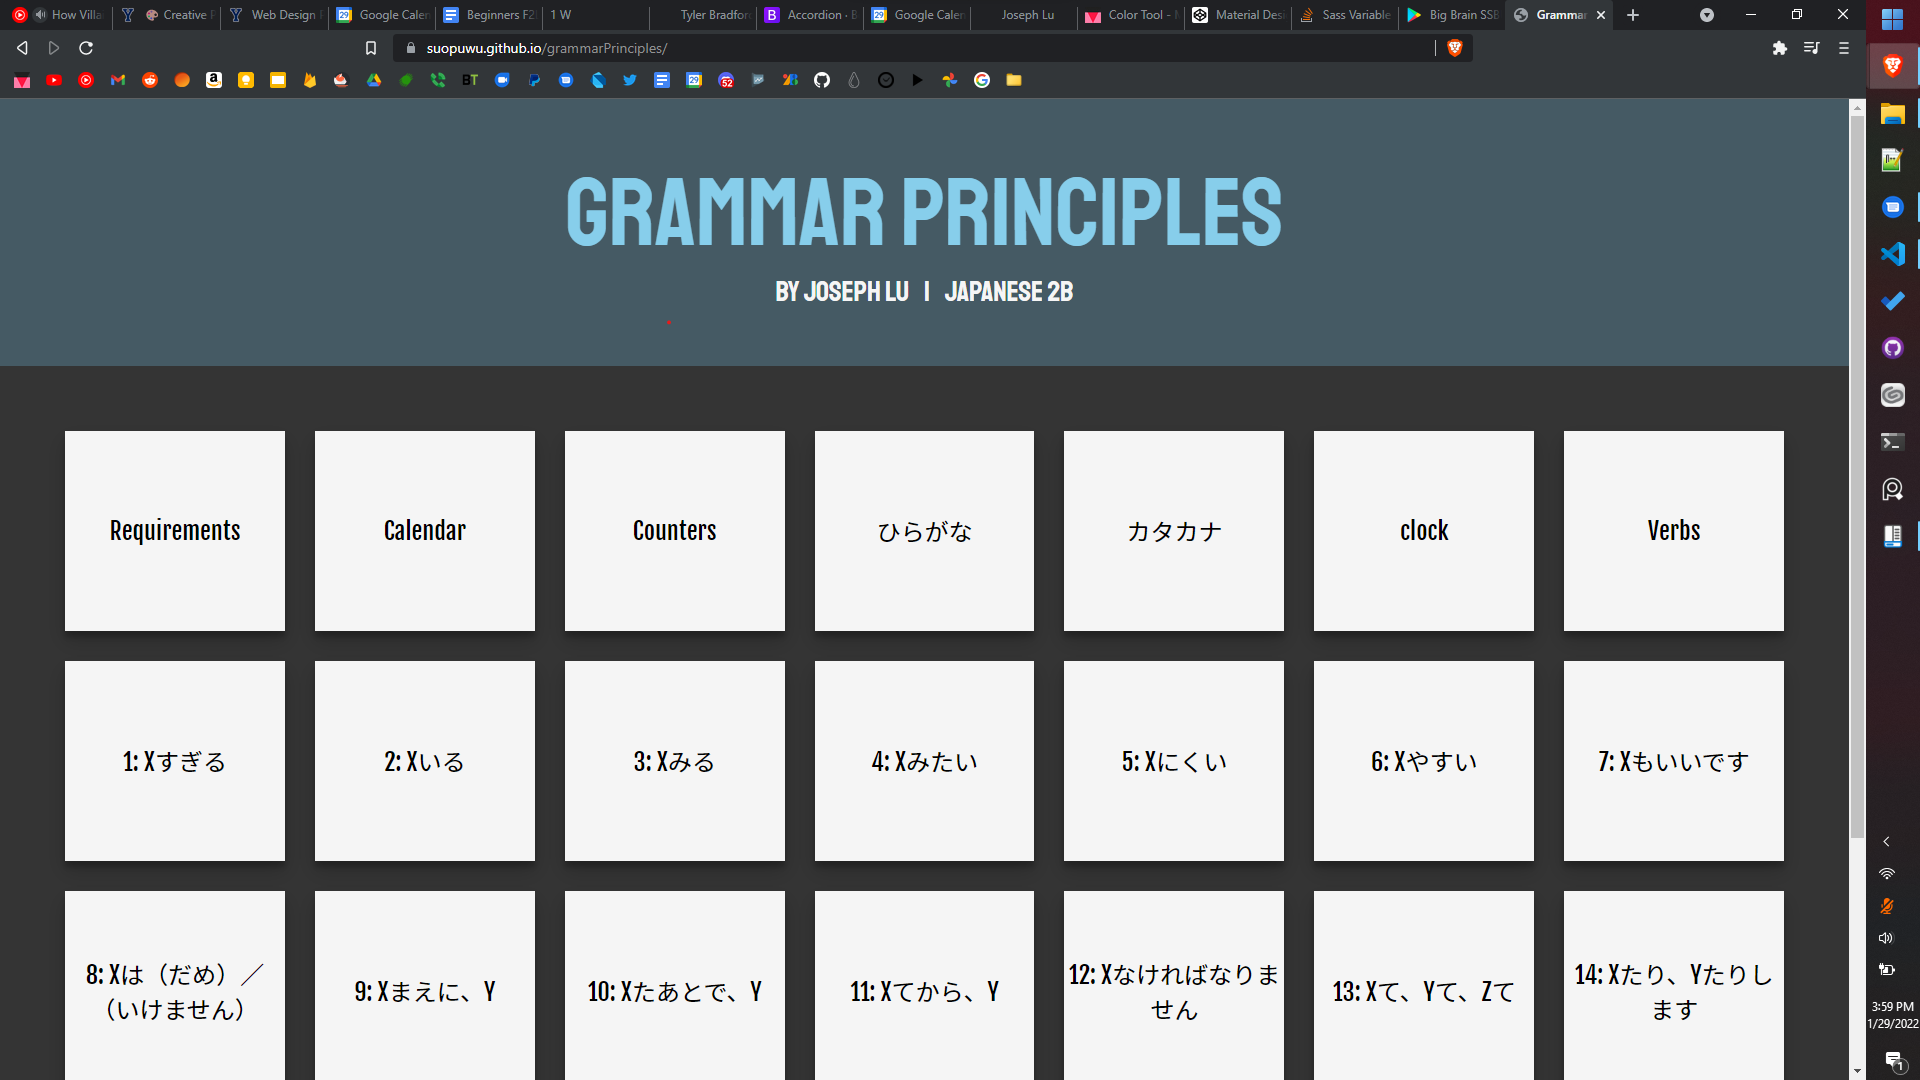 How Villa
Creative P
Web Design P
Google Calen
Beginners F2
1 W
Tyler Bradfor
Accordion · B
Google Calen
Joseph Lu
Color Tool - M
Material Desi
Sass Variable
Big Brain SSB
Grammar
suopuwu.github.io/grammarPrinciples/
GRAMMAR PRINCIPLES
BY JOSEPH LU | JAPANESE 2B
Requirements
Calendar
Counters
ひらがな
カタカナ
clock
Verbs
1: Xすぎる
2: Xいる
3: Xみる
4: Xみたい
5: Xにくい
6: Xやすい
7: Xもいいです
8: Xは（だめ）／
（いけません）
9: Xまえに、Y
10: Xたあとで、Y
11: Xてから、Y
12: Xなければなりま
せん
13: Xて、Yて、Zて
14: Xたり、Yたりし
ます
3:59 PM
1/29/2022
1